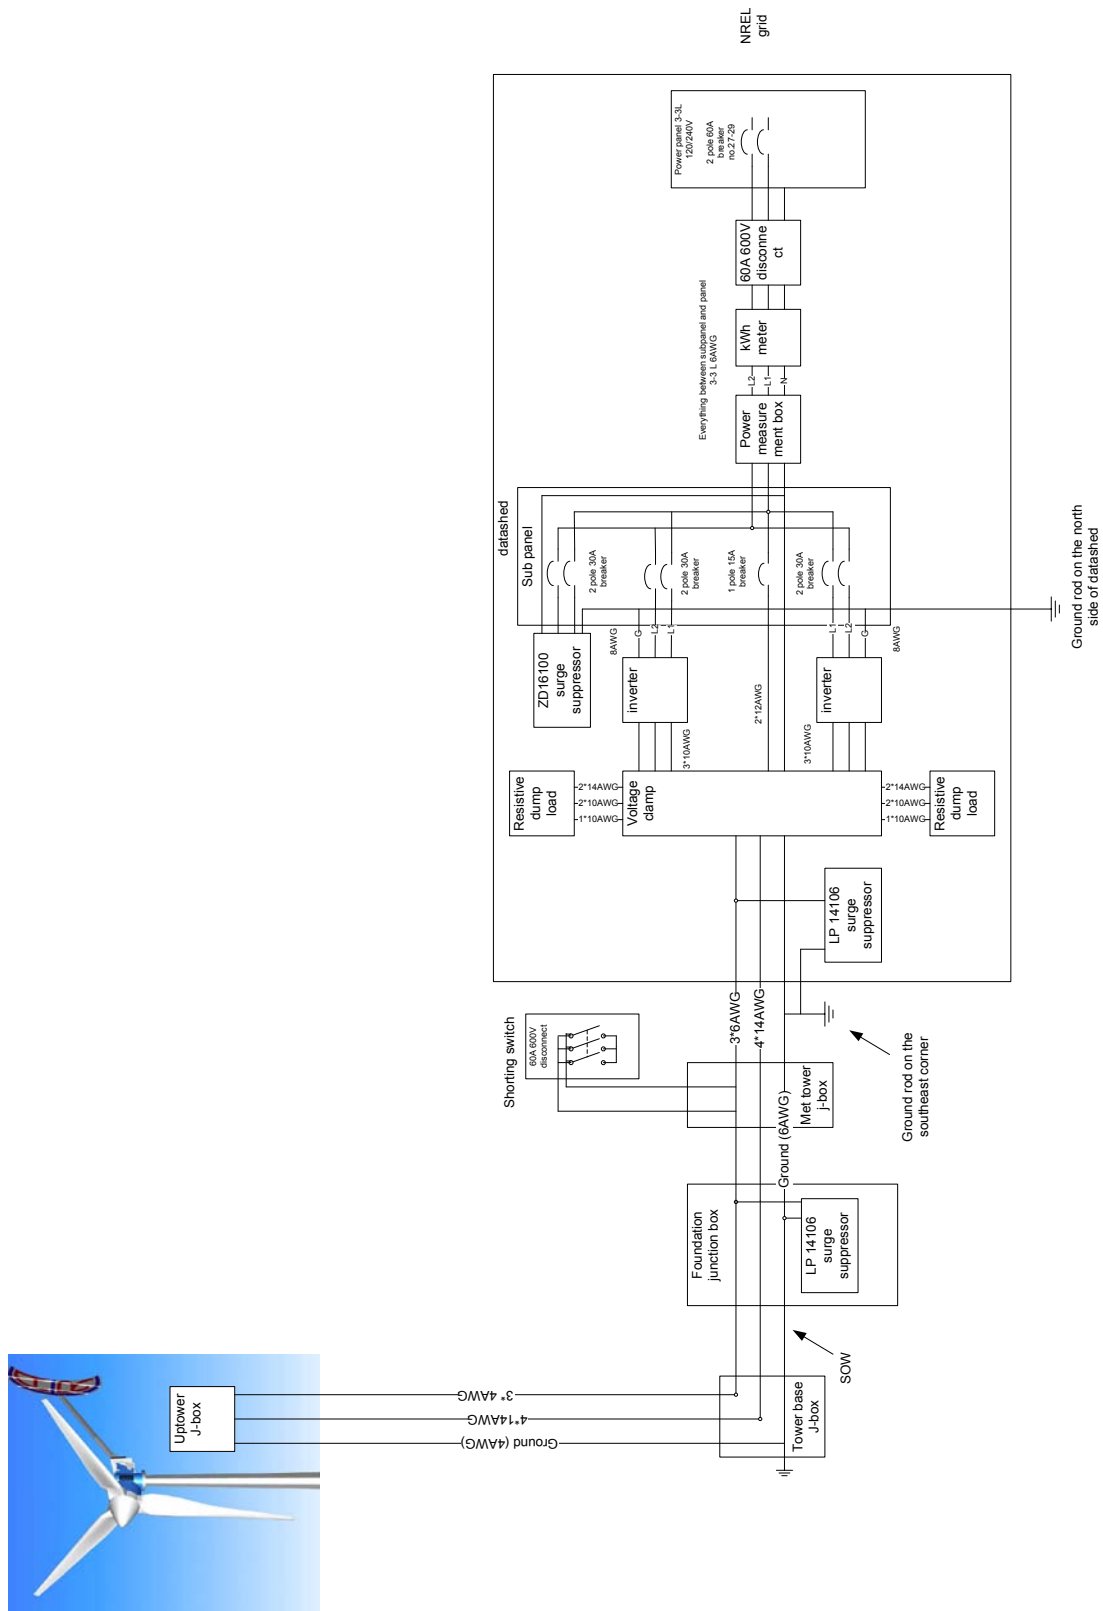 NREL
grid
Power panel 3-3L
120/240V
2 pole 60A
breaker
no.27-29
60A 600V
disconne
ct
Everything between subpanel and panel
3-3 L 6AWG
kWh
meter
L2
L1
N
Power
measure
ment box
datashed
Sub panel
2 pole 30A
breaker
2 pole 30A
breaker
1 pole 15A
breaker
2 pole 30A
breaker
Ground rod on the north
side of datashed
ZD16100
surge
suppressor
8AWG
G
L2
L1
L1
L2
G
8AWG
inverter
inverter
3*10AWG
2*12AWG
3*10AWG
Resistive
dump
load
2*14AWG
2*10AWG
1*10AWG
Voltage
clamp
2*14AWG
2*10AWG
1*10AWG
Resistive
dump
load
LP 14106
surge
suppressor
Shorting switch
60A 600V
disconnect
3*6AWG
4*14AWG
Ground (6AWG)
Met tower
j-box
Ground rod on the
southeast corner
Foundation
junction box
LP 14106
surge
suppressor
SOW
Uptower
J-box
3* 4AWG
4*14AWG
Ground (4AWG)
Tower base
J-box